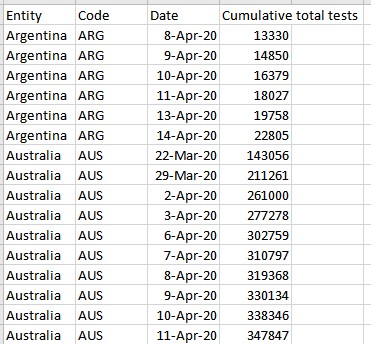 Entity Code Date Cumulative total tests
Argentina ARG 8-Apr-20 13330
Argentina ARG 9-Apr-20 14850
Argentina ARG 10-Apr-20 16379
Argentina ARG 11-Apr-20 18027
Argentina ARG 13-Apr-20 19758
Argentina ARG 14-Apr-20 22805
Australia AUS 22-Mar-20 143056
Australia AUS 29-Mar-20 211261
Australia AUS 2-Apr-20 261000
Australia AUS 3-Apr-20 277278
Australia AUS 6-Apr-20 302759
Australia AUS 7-Apr-20 310797
Australia AUS 8-Apr-20 319368
Australia AUS 9-Apr-20 330134
Australia AUS 10-Apr-20 338346
Australia AUS 11-Apr-20 347847